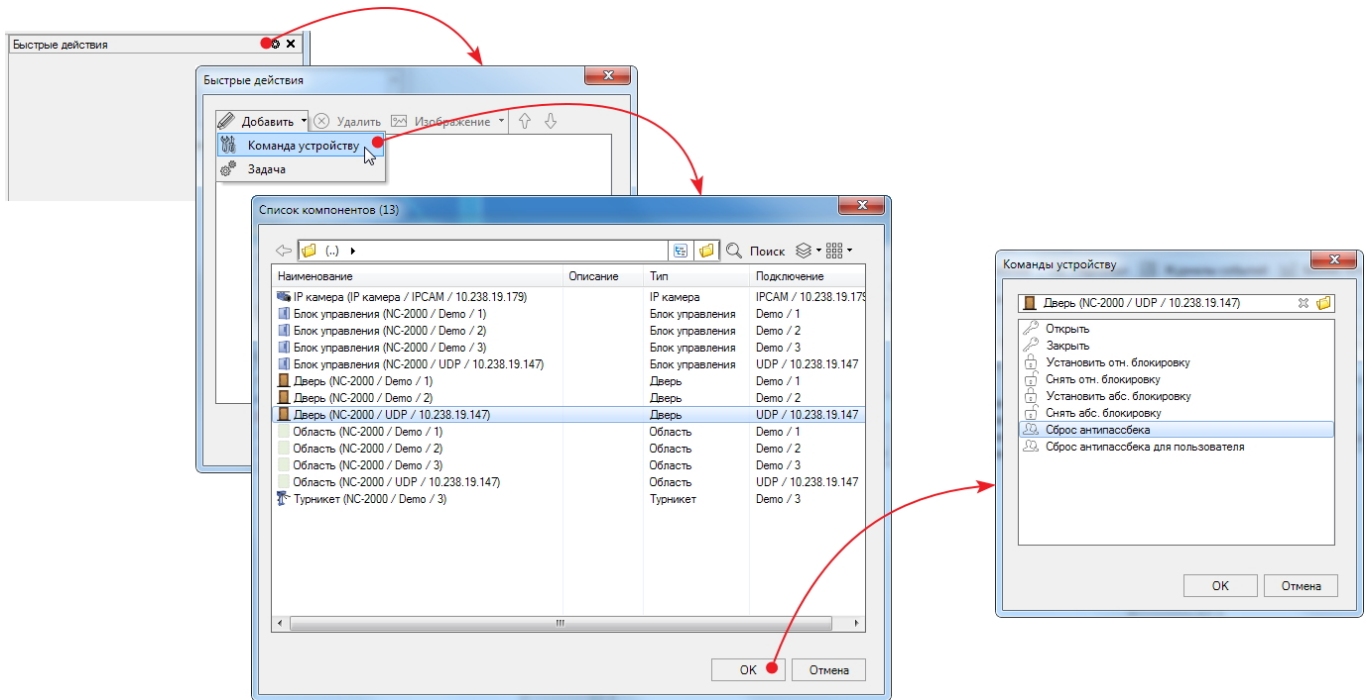 Быстрые действия
Быстрые действия
Добавить Удалить Изображение
Команда устройству
Задача
Список компонентов (13)
(..) Поиск
Наименование Описание Тип Подключение
IP камера (IP камера / IPCAM / 10.238.19.179) IP камера IPCAM / 10.238.19.179
Блок управления (NC-2000 / Demo / 1) Блок управления Demo / 1
Блок управления (NC-2000 / Demo / 2) Блок управления Demo / 2
Блок управления (NC-2000 / Demo / 3) Блок управления Demo / 3
Блок управления (NC-2000 / UDP / 10.238.19.147) Блок управления UDP / 10.238.19.147
Дверь (NC-2000 / Demo / 1) Дверь Demo / 1
Дверь (NC-2000 / Demo / 2) Дверь Demo / 2
Дверь (NC-2000 / UDP / 10.238.19.147) Дверь UDP / 10.238.19.147
Область (NC-2000 / Demo / 1) Область Demo / 1
Область (NC-2000 / Demo / 2) Область Demo / 2
Область (NC-2000 / Demo / 3) Область Demo / 3
Область (NC-2000 / UDP / 10.238.19.147) Область UDP / 10.238.19.147
Турникет (NC-2000 / Demo / 3) Турникет Demo / 3
OK Отмена
Команды устройству
Дверь (NC-2000 / UDP / 10.238.19.147)
Открыть
Закрыть
Установить отн. блокировку
Снять отн. блокировку
Установить абс. блокировку
Снять абс. блокировку
Сброс антипассбека
Сброс антипассбека для пользователя
OK Отмена